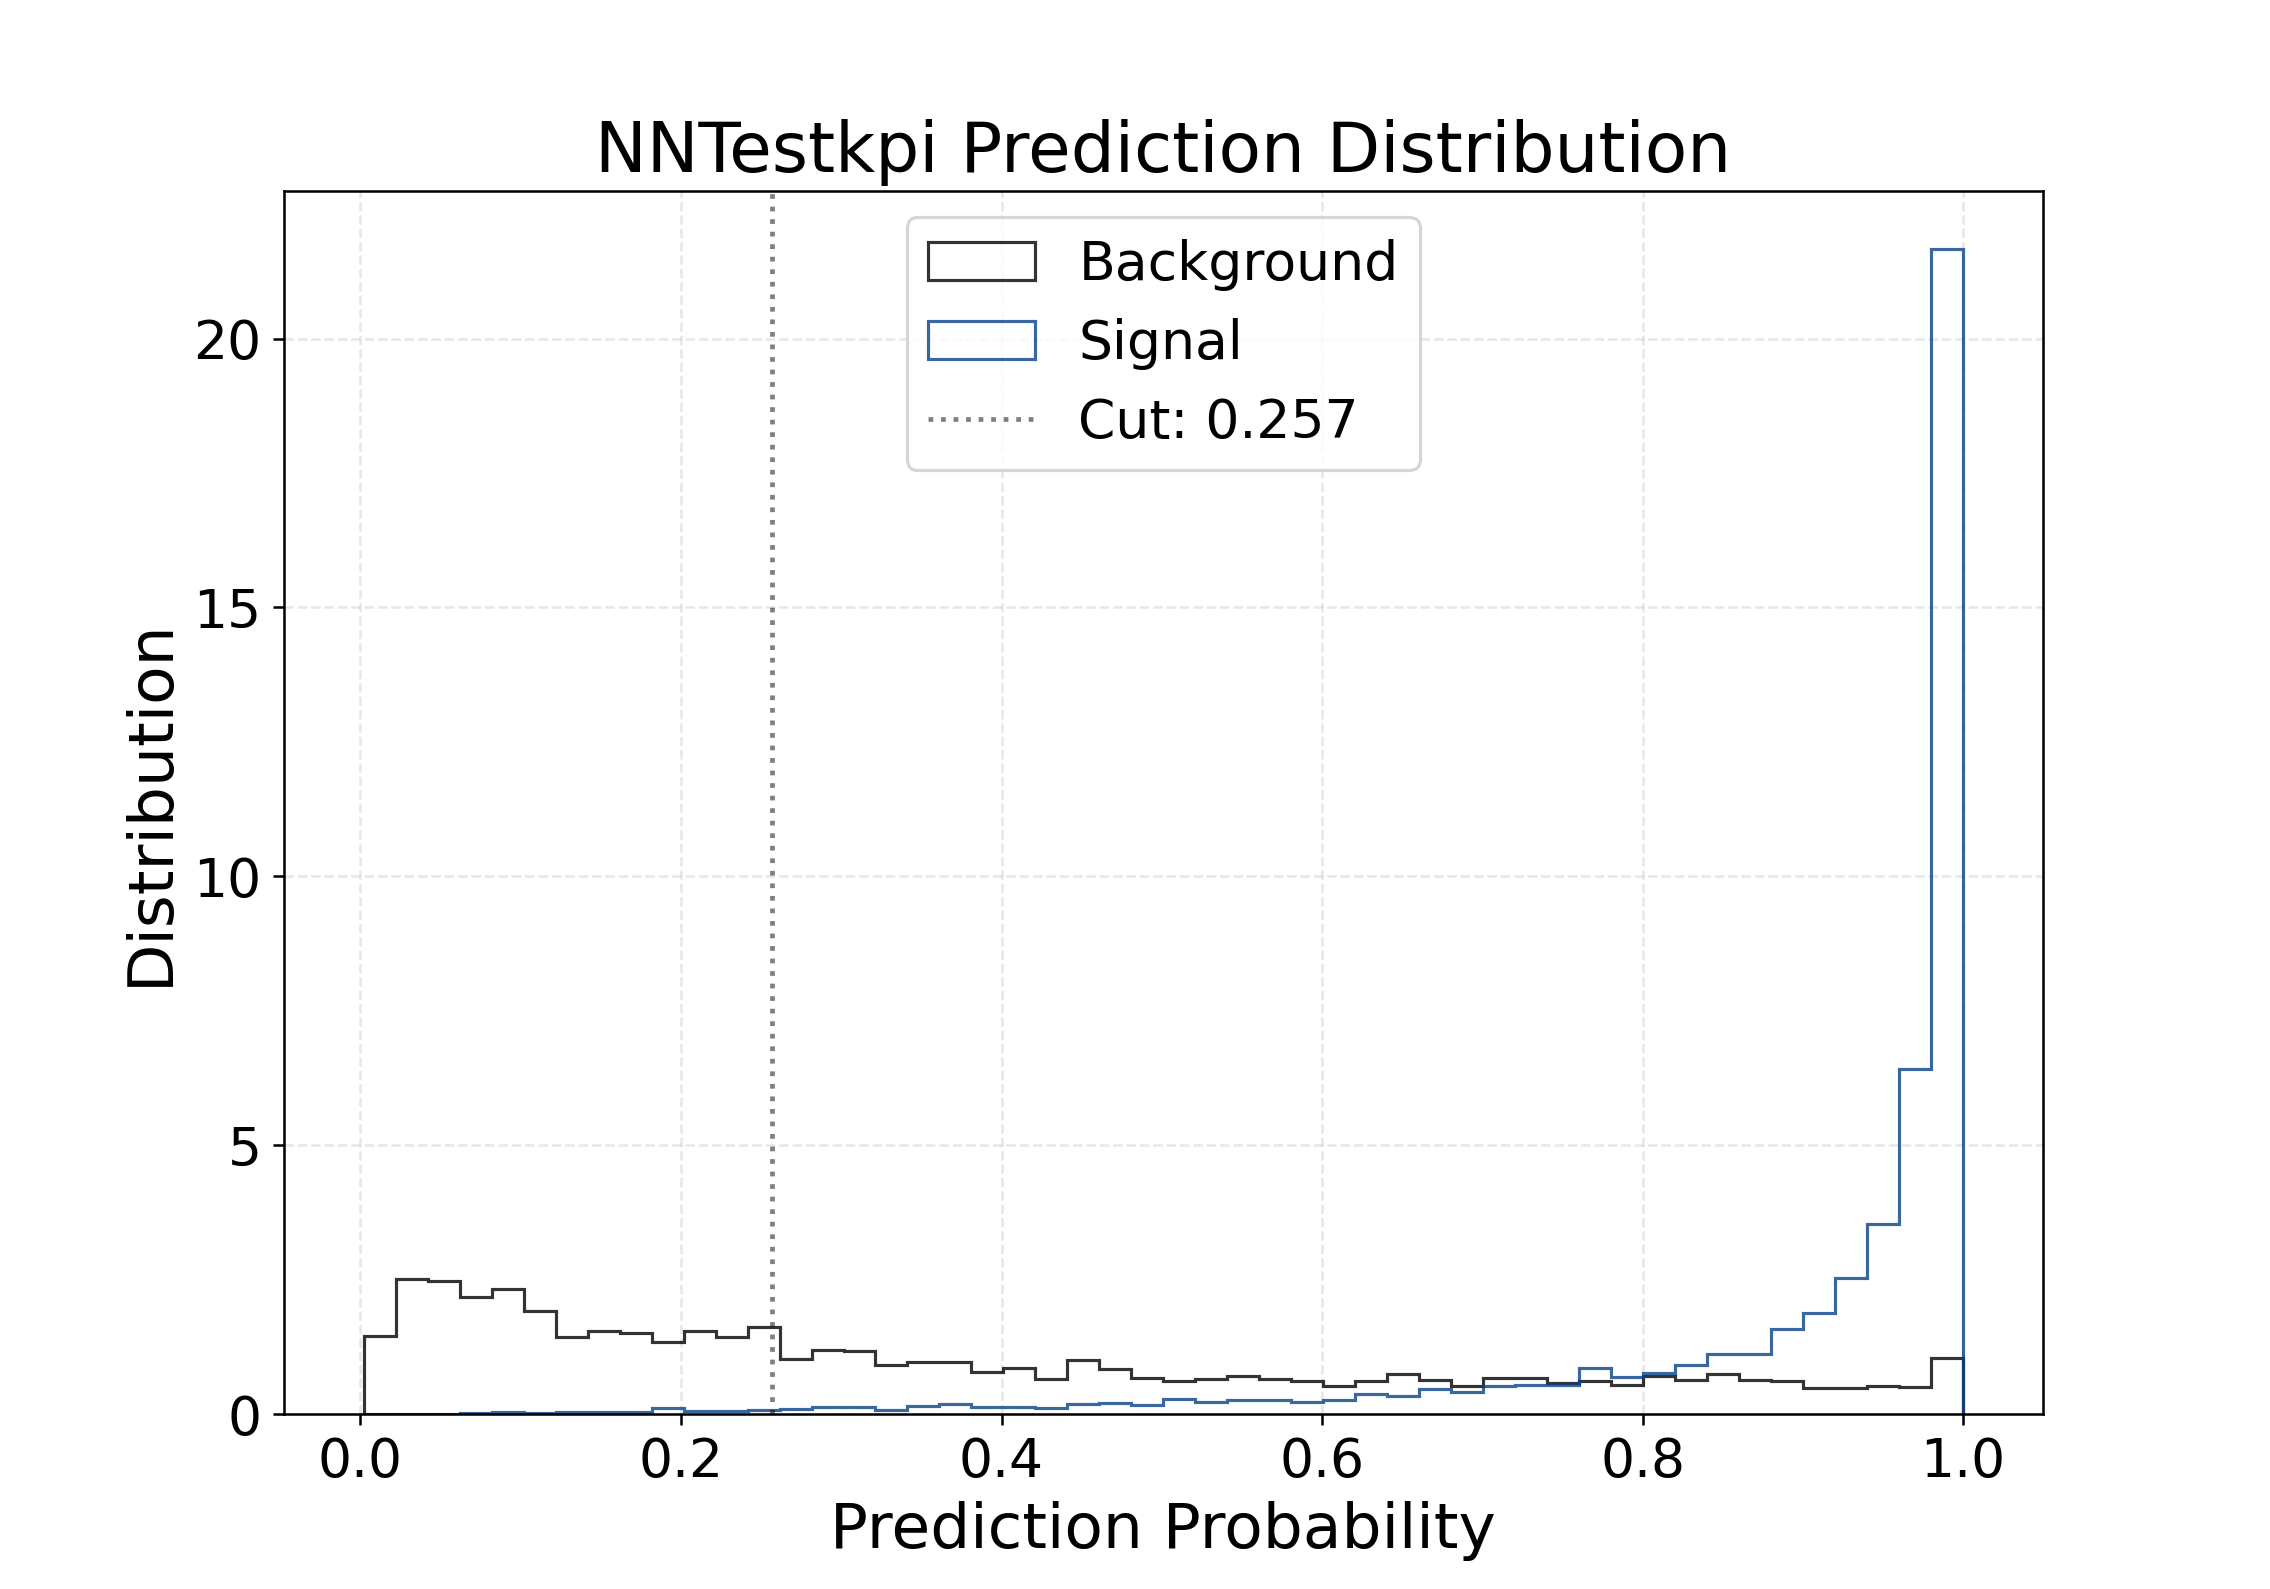 NNTestkpi Prediction Distribution
Background
Signal
Cut: 0.257
Distribution
20
15
10
5
0
0.0 0.2 0.4 0.6 0.8 1.0
Prediction Probability